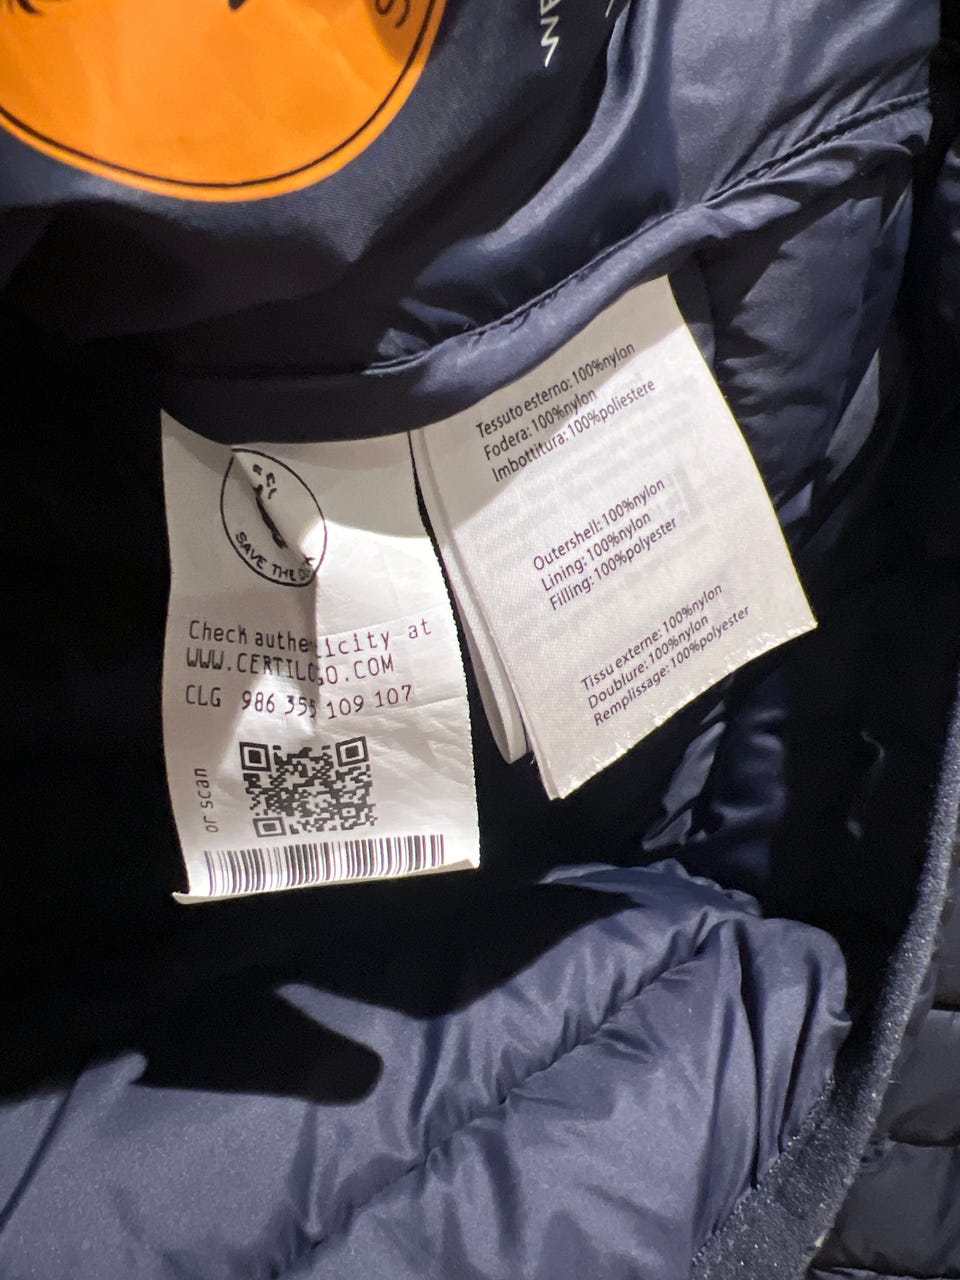 SAVE THE
Check authenticity at
WWW.CERTILOGO.COM
CLG 986 355 109 107
or scan
Tessuto esterno:100%nylon
Fodera:100%nylon
Imbottitura:100%poliestere
Outershell:100%nylon
Lining:100%nylon
Filling:100%polyester
Tissu externe:100%nylon
Doublure:100%nylon
Remplissage:100%polyester